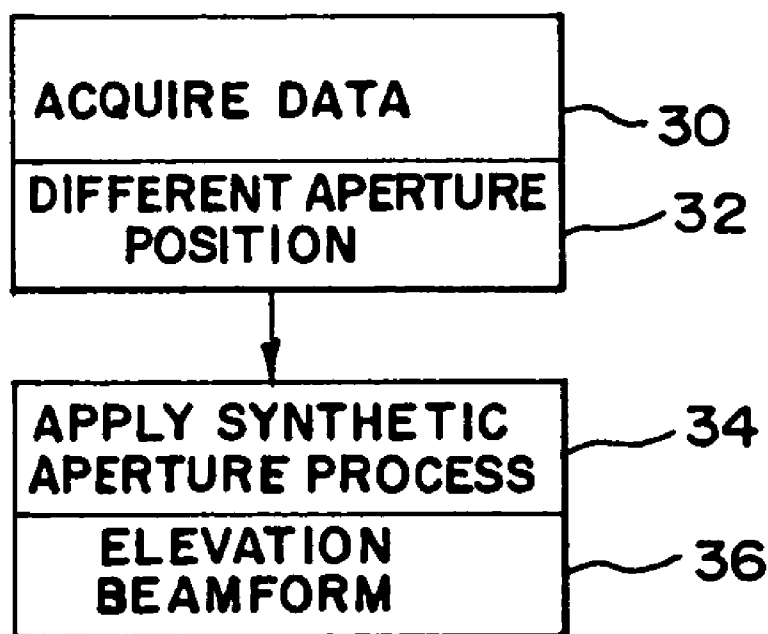 ACQUIRE DATA
30
DIFFERENT APERTURE
POSITION
32
APPLY SYNTHETIC
APERTURE PROCESS
34
ELEVATION
BEAMFORM
36